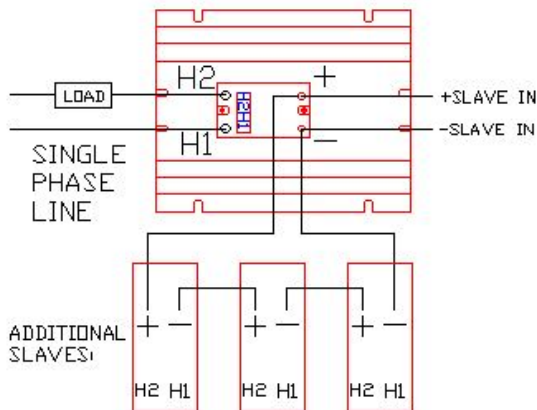 H2 +
LOAD
H2H1
+SLAVE IN
H1 −
-SLAVE IN
SINGLE
PHASE
LINE
ADDITIONAL
SLAVES:
+ − + − + −
H2 H1 H2 H1 H2 H1